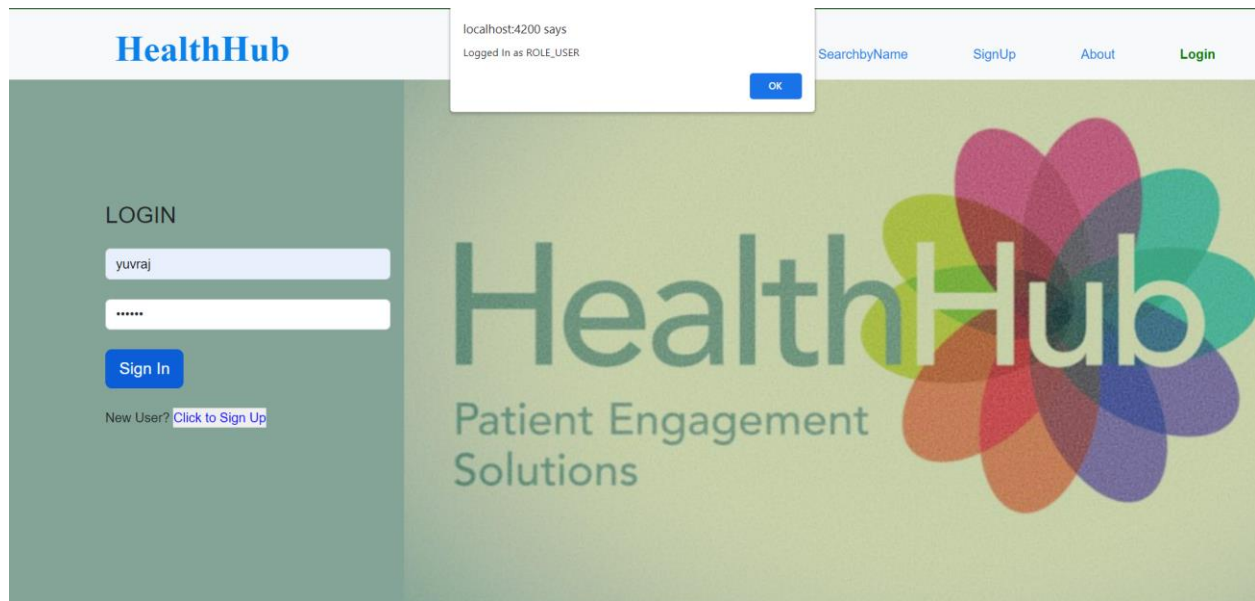 HealthHub
localhost:4200 says
Logged In as ROLE_USER
OK
SearchbyName SignUp About Login
LOGIN
yuvraj
••••••
Sign In
New User? Click to Sign Up
HealthHub
Patient Engagement
Solutions